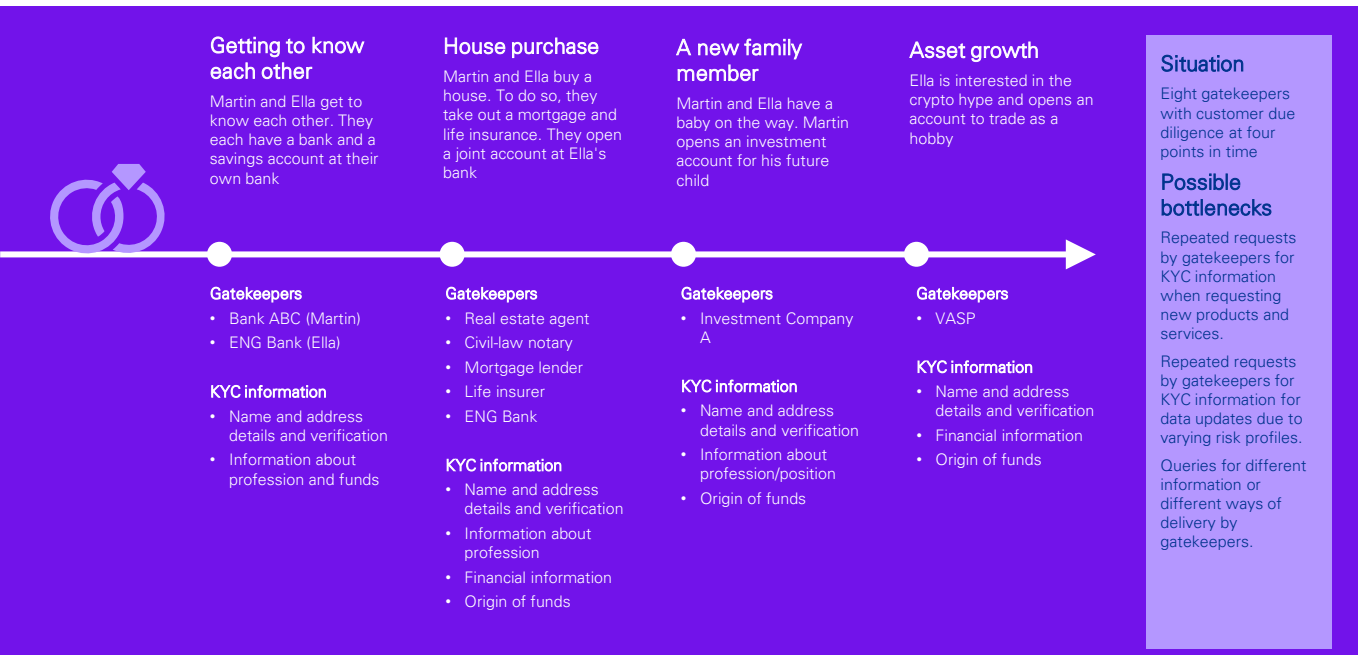 Getting to know
each other
Martin and Ella get to
know each other. They
each have a bank and a
savings account at their
own bank
House purchase
Martin and Ella buy a
house. To do so, they
take out a mortgage and
life insurance. They open
a joint account at Ella's
bank
A new family
member
Martin and Ella have a
baby on the way. Martin
opens an investment
account for his future
child
Asset growth
Ella is interested in the
crypto hype and opens an
account to trade as a
hobby
Gatekeepers
• Bank ABC (Martin)
• ENG Bank (Ella)
KYC information
• Name and address
details and verification
• Information about
profession and funds
Gatekeepers
• Real estate agent
• Civil-law notary
• Mortgage lender
• Life insurer
• ENG Bank
KYC information
• Name and address
details and verification
• Information about
profession
• Financial information
• Origin of funds
Gatekeepers
• Investment Company
A
KYC information
• Name and address
details and verification
• Information about
profession/position
• Origin of funds
Gatekeepers
• VASP
KYC information
• Name and address
details and verification
• Financial information
• Origin of funds
Situation
Eight gatekeepers
with customer due
diligence at four
points in time
Possible
bottlenecks
Repeated requests
by gatekeepers for
KYC information
when requesting
new products and
services.
Repeated requests
by gatekeepers for
KYC information for
data updates due to
varying risk profiles.
Queries for different
information or
different ways of
delivery by
gatekeepers.